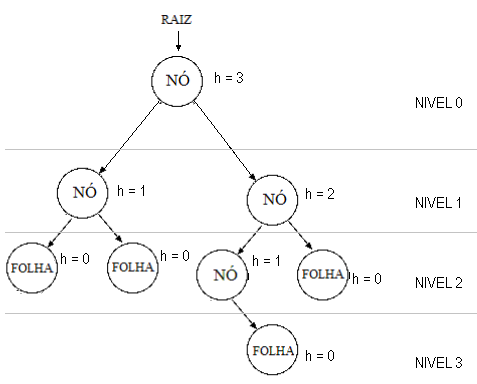 RAIZ
NÓ h = 3
NIVEL 0
NÓ h = 1
NÓ h = 2
NIVEL 1
FOLHA h = 0
FOLHA h = 0
NÓ h = 1
FOLHA h = 0
NIVEL 2
FOLHA h = 0
NIVEL 3